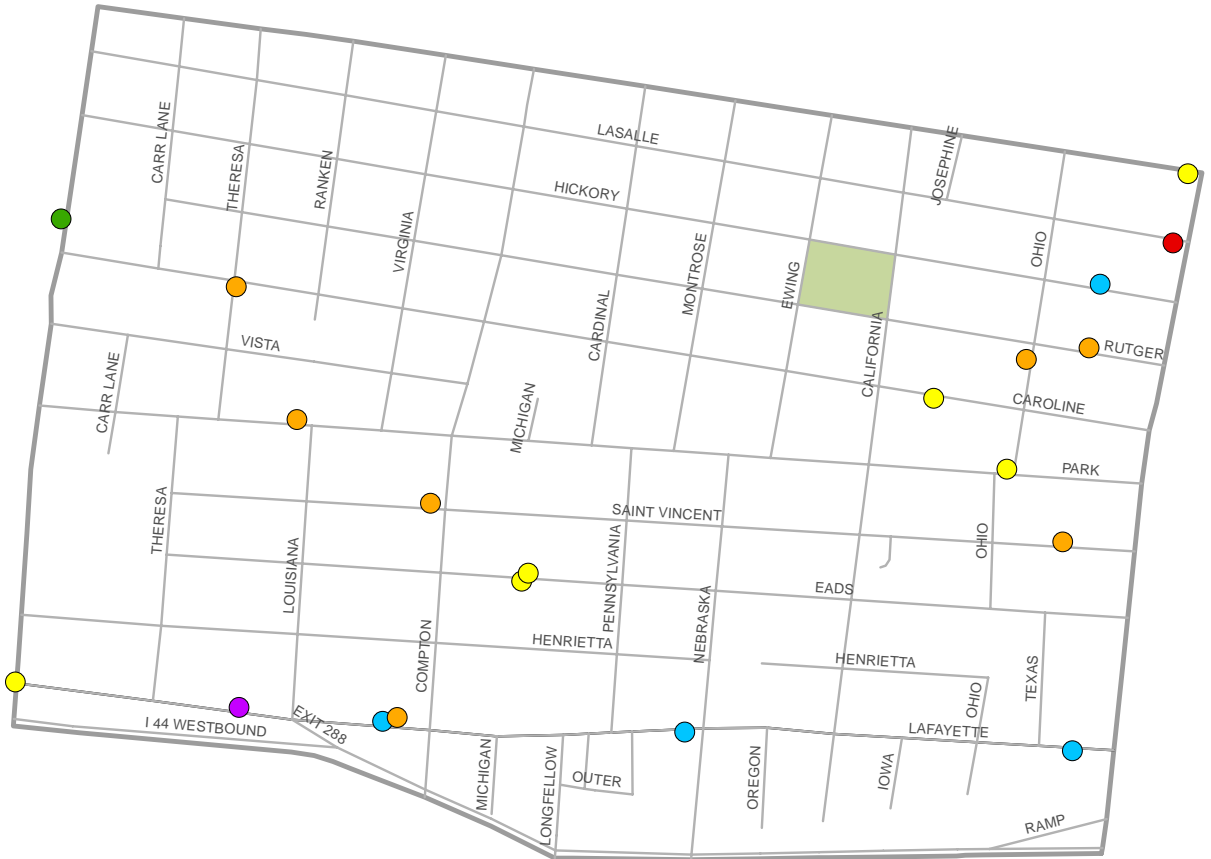 LASALLE
JOSEPHINE
CARR LANE
THERESA
RANKEN
HICKORY
VIRGINIA
MONTROSE
OHIO
EWING
CARDINAL
CALIFORNIA
VISTA
RUTGER
CARR LANE
MICHIGAN
CAROLINE
PARK
THERESA
SAINT VINCENT
OHIO
LOUISIANA
PENNSYLVANIA
EADS
NEBRASKA
HENRIETTA
COMPTON
HENRIETTA
TEXAS
OHIO
EXIT 288
I 44 WESTBOUND
LAFAYETTE
MICHIGAN
LONGFELLOW
OUTER
OREGON
IOWA
RAMP